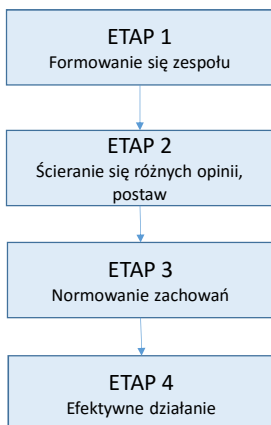 ETAP 1
Formowanie się zespołu
ETAP 2
Ścieranie się różnych opinii,
postaw
ETAP 3
Normowanie zachowań
ETAP 4
Efektywne działanie